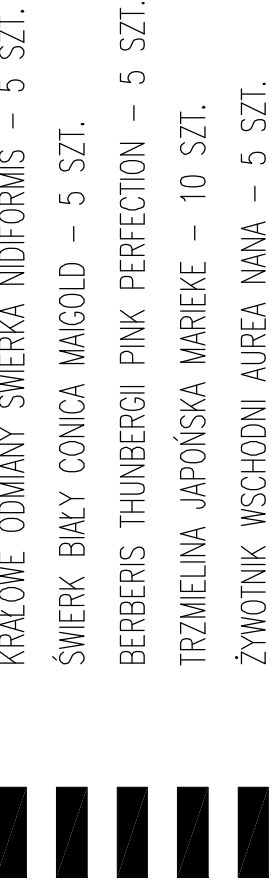 KRAŁOWE ODMIANY ŚWIERKA NIDIFORMIS – 5 SZT.
ŚWIERK BIAŁY CONICA MAIGOLD – 5 SZT.
BERBERIS THUNBERGII PINK PERFECTION – 5 SZT.
TRZMIELINA JAPOŃSKA MARIEKE – 10 SZT.
ŻYWOTNIK WSCHODNI AUREA NANA – 5 SZT.